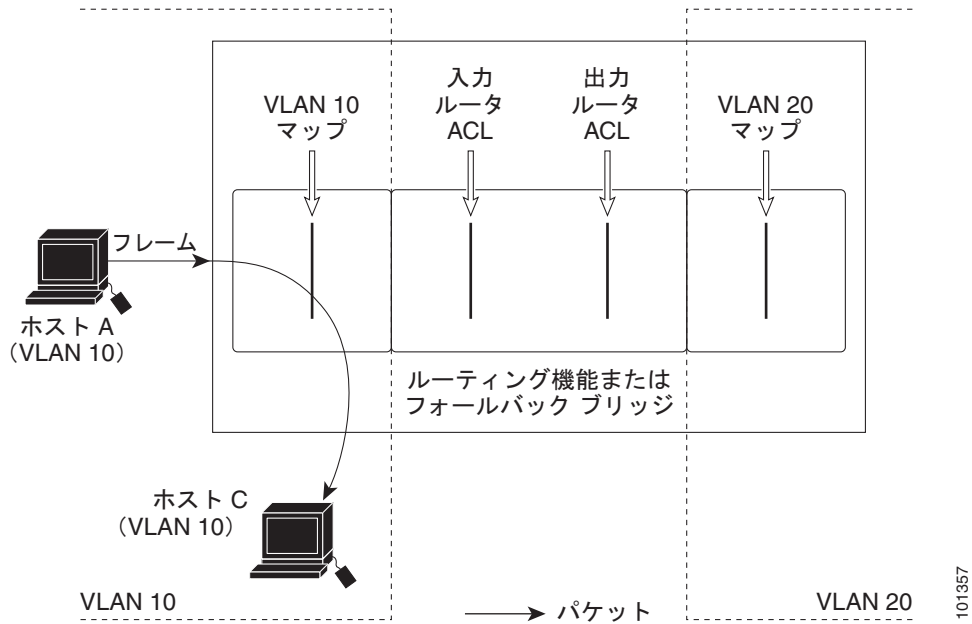 VLAN 10
マップ
入力
ルータ
ACL
出力
ルータ
ACL
VLAN 20
マップ
フレーム
ホスト A
（VLAN 10）
ルーティング機能または
フォールバック ブリッジ
ホスト C
（VLAN 10）
VLAN 10
パケット
VLAN 20
101357